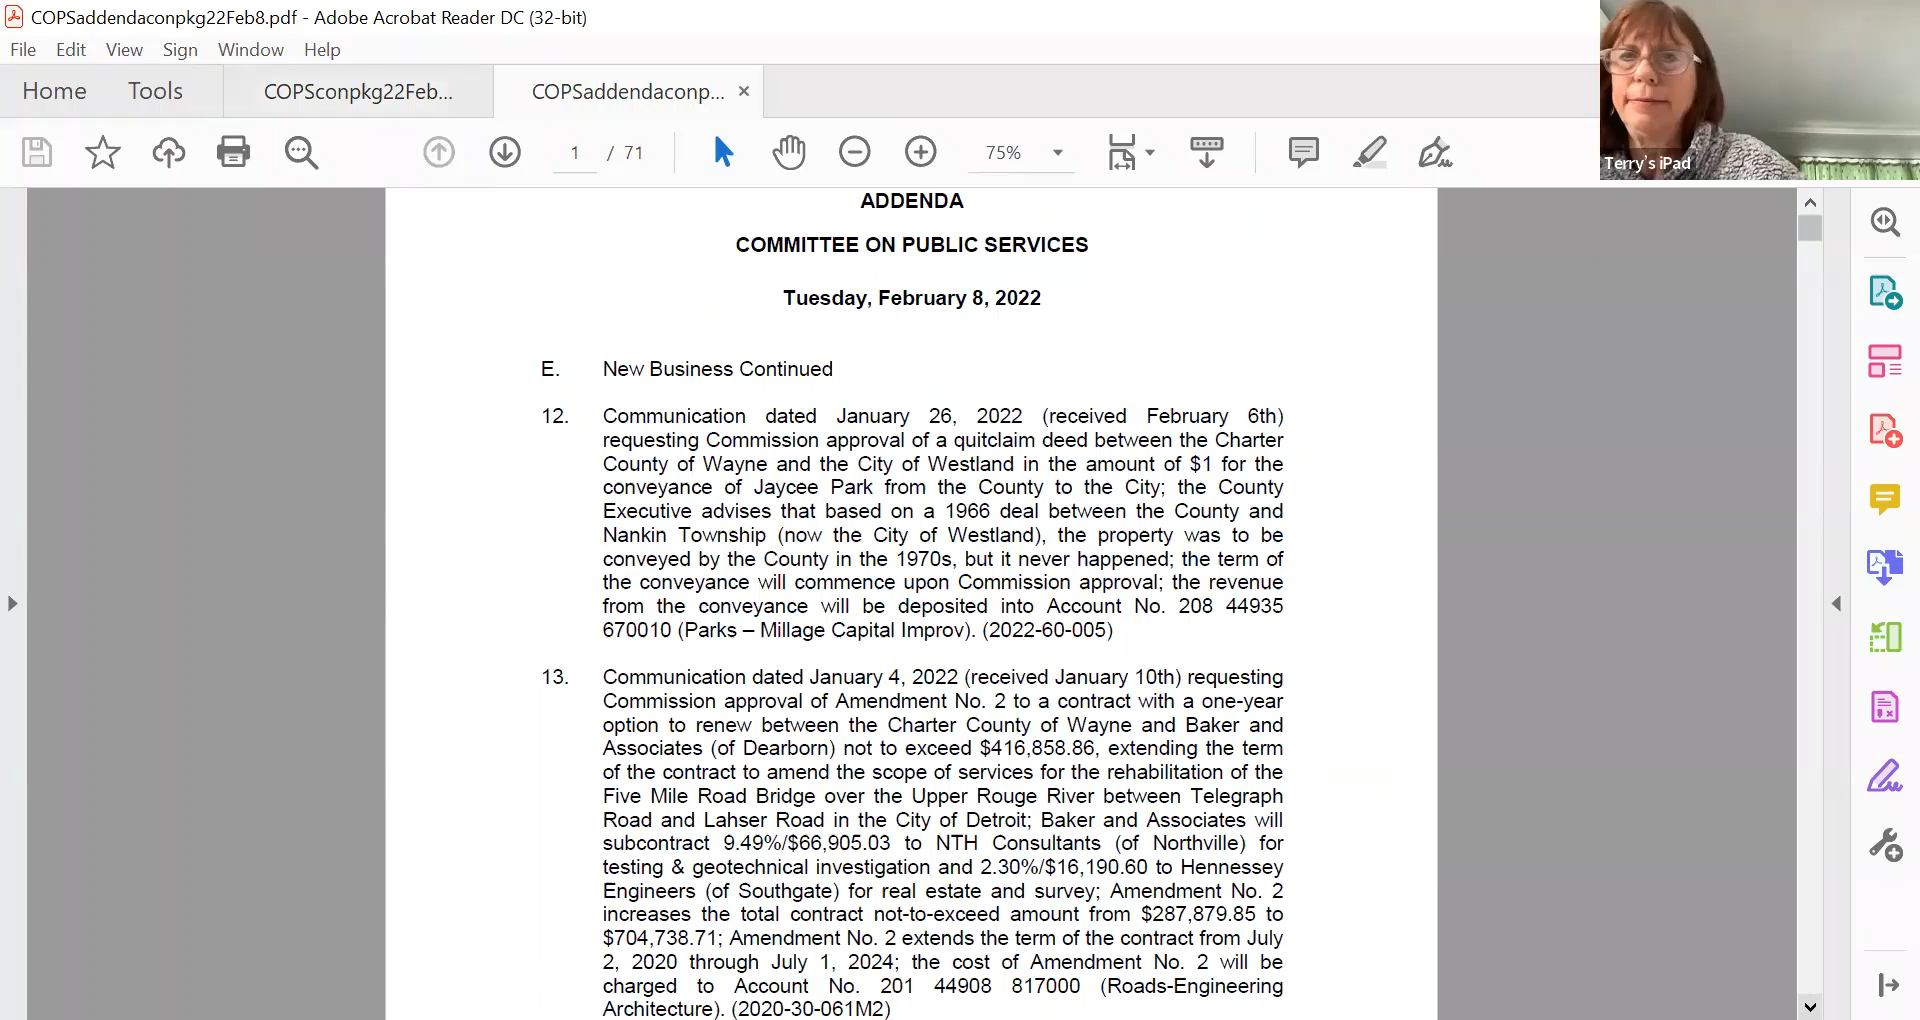 COPSaddendaconpkg22Feb8.pdf - Adobe Acrobat Reader DC (32-bit)
File Edit View Sign Window Help
Home Tools COPSconpkg22Feb... COPSaddendaconp... ×
1 / 71 75%
Terry's iPad
ADDENDA
COMMITTEE ON PUBLIC SERVICES
Tuesday, February 8, 2022
E. New Business Continued
12. Communication dated January 26, 2022 (received February 6th)
requesting Commission approval of a quitclaim deed between the Charter
County of Wayne and the City of Westland in the amount of $1 for the
conveyance of Jaycee Park from the County to the City; the County
Executive advises that based on a 1966 deal between the County and
Nankin Township (now the City of Westland), the property was to be
conveyed by the County in the 1970s, but it never happened; the term of
the conveyance will commence upon Commission approval; the revenue
from the conveyance will be deposited into Account No. 208 44935
670010 (Parks – Millage Capital Improv). (2022-60-005)
13. Communication dated January 4, 2022 (received January 10th) requesting
Commission approval of Amendment No. 2 to a contract with a one-year
option to renew between the Charter County of Wayne and Baker and
Associates (of Dearborn) not to exceed $416,858.86, extending the term
of the contract to amend the scope of services for the rehabilitation of the
Five Mile Road Bridge over the Upper Rouge River between Telegraph
Road and Lahser Road in the City of Detroit; Baker and Associates will
subcontract 9.49%/$66,905.03 to NTH Consultants (of Northville) for
testing & geotechnical investigation and 2.30%/$16,190.60 to Hennessey
Engineers (of Southgate) for real estate and survey; Amendment No. 2
increases the total contract not-to-exceed amount from $287,879.85 to
$704,738.71; Amendment No. 2 extends the term of the contract from July
2, 2020 through July 1, 2024; the cost of Amendment No. 2 will be
charged to Account No. 201 44908 817000 (Roads-Engineering
Architecture). (2020-30-061M2)